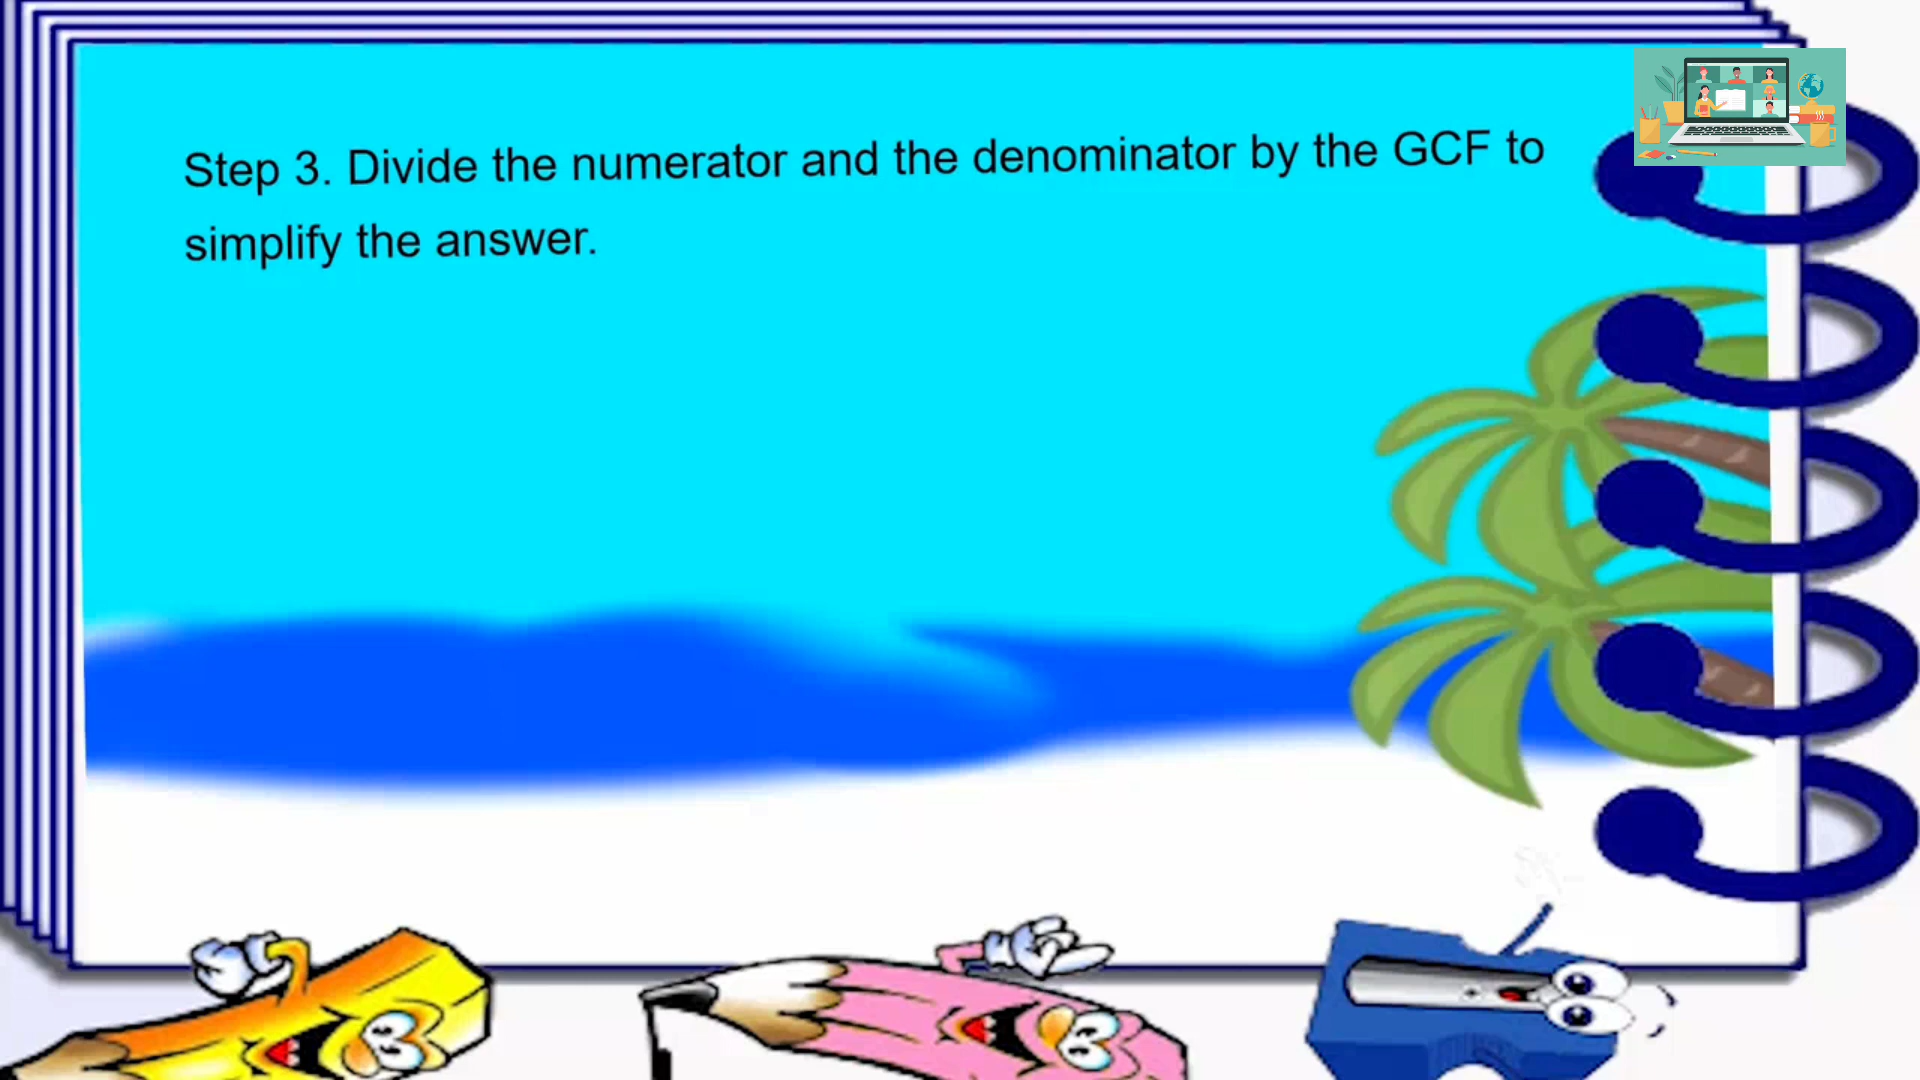 Step 3. Divide the numerator and the denominator by the GCF to
simplify the answer.